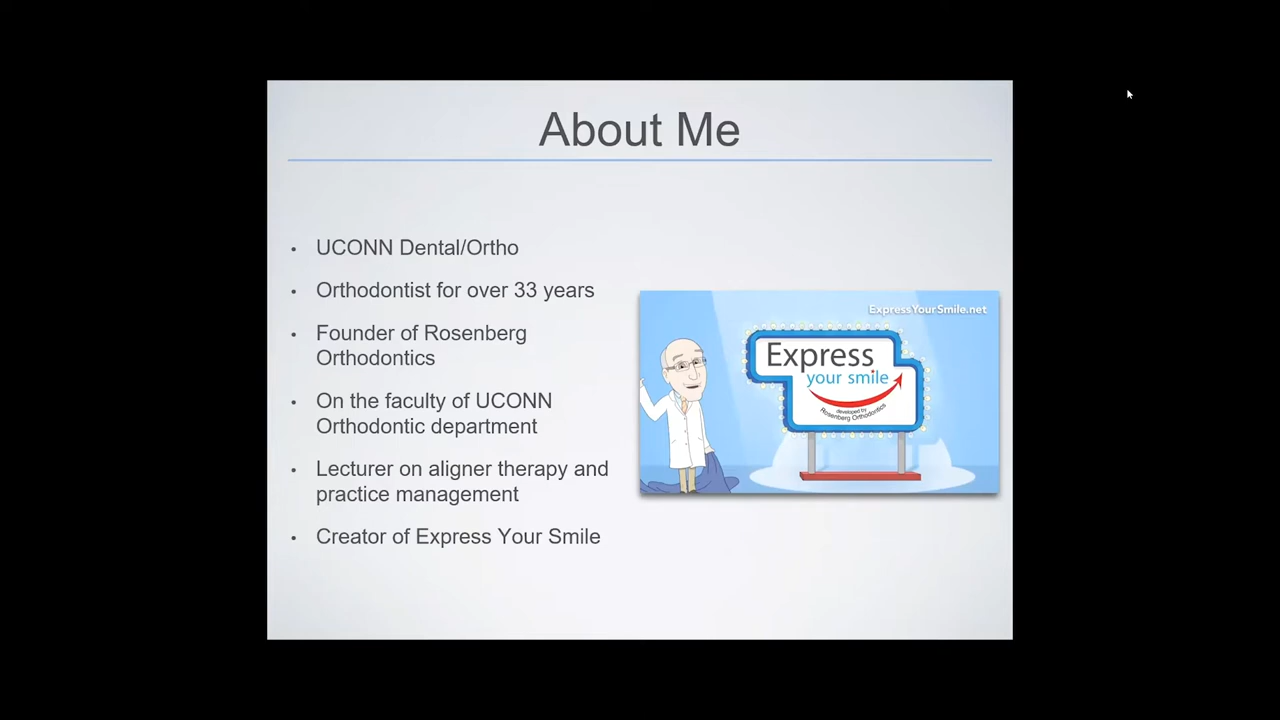 About Me
• UCONN Dental/Ortho
• Orthodontist for over 33 years
• Founder of Rosenberg
Orthodontics
• On the faculty of UCONN
Orthodontic department
• Lecturer on aligner therapy and
practice management
• Creator of Express Your Smile
ExpressYourSmile.net
Express
your smile
developed by
Rosenberg Orthodontics